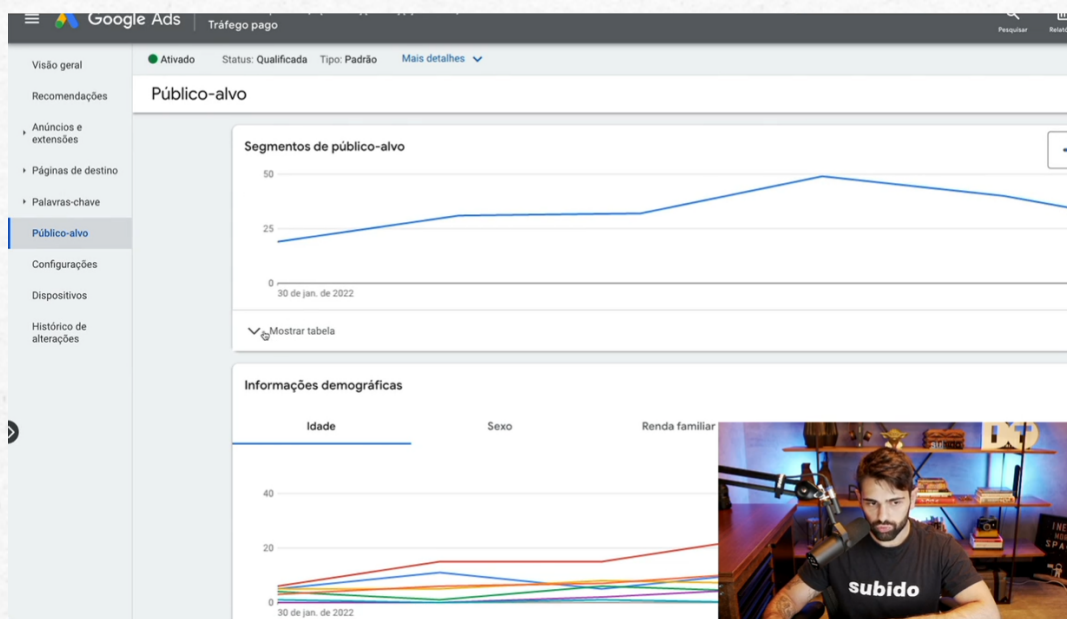 Google Ads
Tráfego pago
Pesquisar
Visão geral
Recomendações
Anúncios e
extensões
Páginas de destino
Palavras-chave
Público-alvo
Configurações
Dispositivos
Histórico de
alterações
Ativado Status: Qualificada Tipo: Padrão Mais detalhes
Público-alvo
Segmentos de público-alvo
50
25
0
30 de jan. de 2022
Mostrar tabela
Informações demográficas
Idade Sexo Renda familiar
40
20
0
30 de jan. de 2022
subido